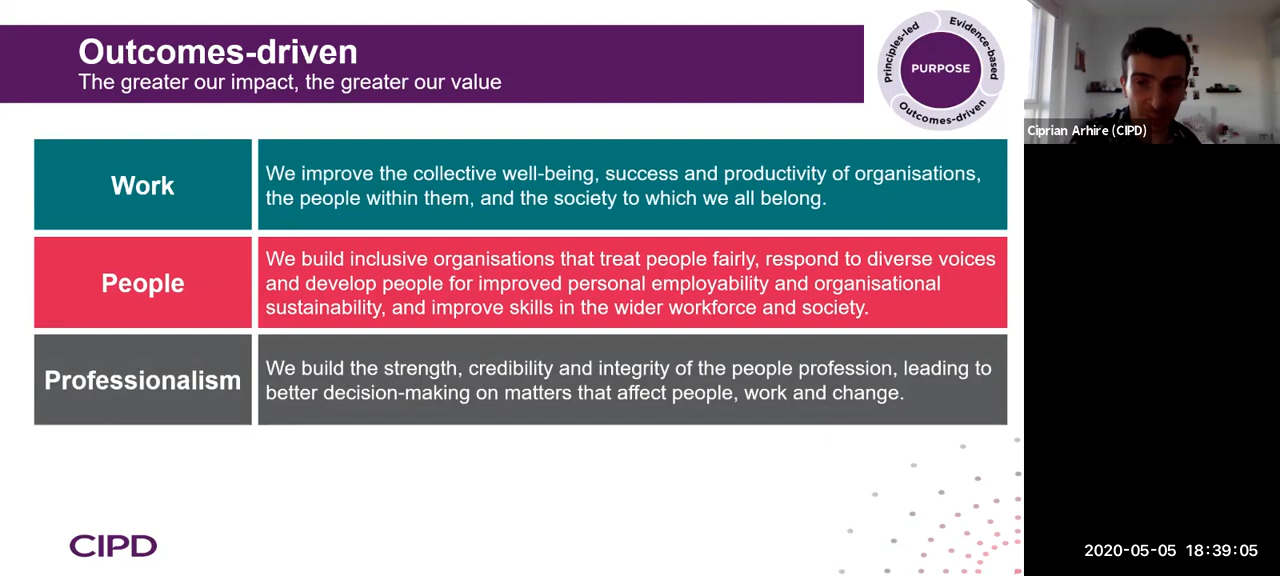 Outcomes-driven
The greater our impact, the greater our value
Principles-led
Evidence-based
PURPOSE
Outcomes-driven
Ciprian Arhire (CIPD)
Work
We improve the collective well-being, success and productivity of organisations,
the people within them, and the society to which we all belong.
People
We build inclusive organisations that treat people fairly, respond to diverse voices
and develop people for improved personal employability and organisational
sustainability, and improve skills in the wider workforce and society.
Professionalism
We build the strength, credibility and integrity of the people profession, leading to
better decision-making on matters that affect people, work and change.
CIPD
2020-05-05 18:39:05